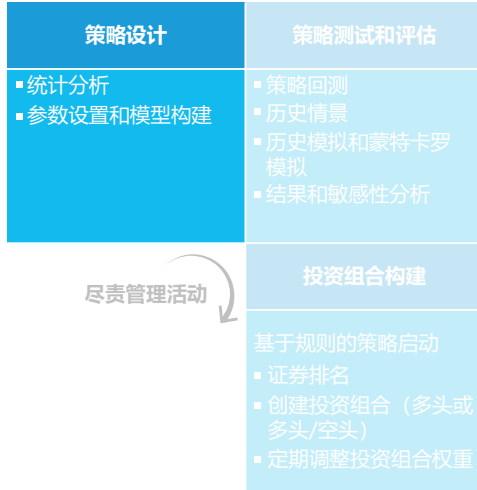 策略设计
▪统计分析
▪参数设置和模型构建
策略测试和评估
▪策略回测
▪历史情景
▪历史模拟和蒙特卡罗
模拟
▪结果和敏感性分析
尽责管理活动
投资组合构建
基于规则的策略启动
▪证券排名
▪创建投资组合（多头或
多头/空头）
▪定期调整投资组合权重